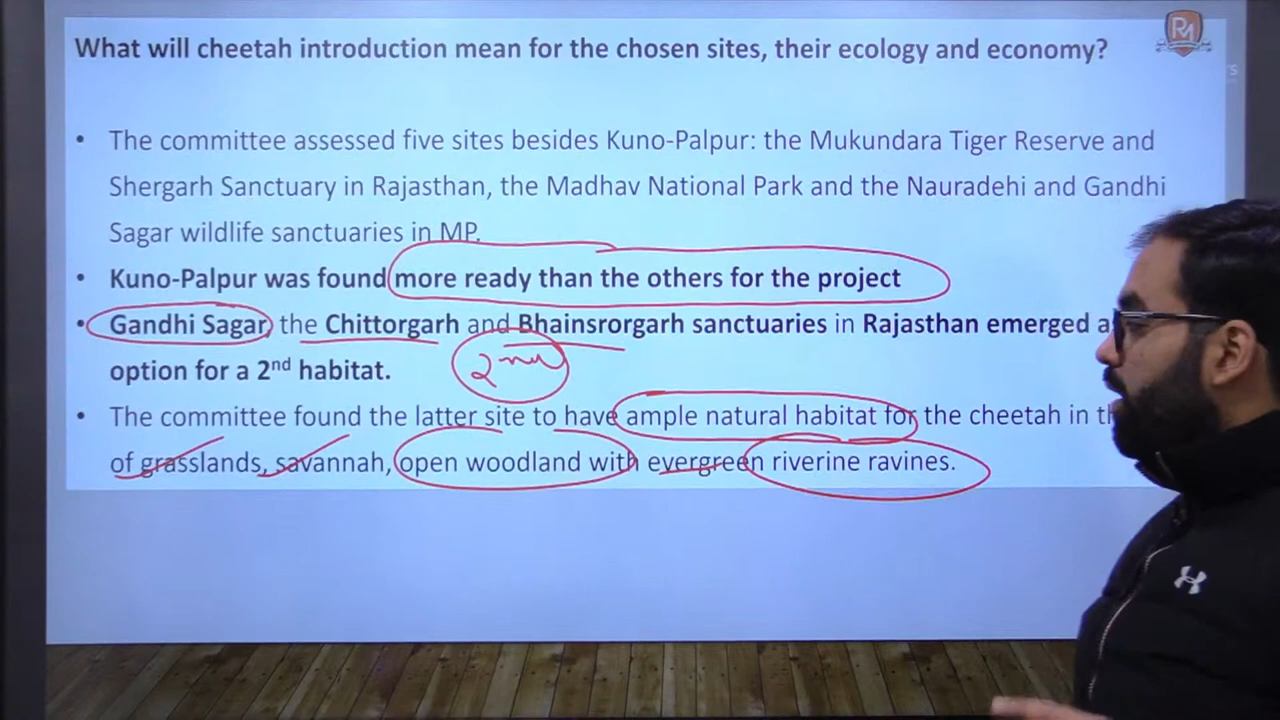 What will cheetah introduction mean for the chosen sites, their ecology and economy?
• The committee assessed five sites besides Kuno-Palpur: the Mukundara Tiger Reserve and
Shergarh Sanctuary in Rajasthan, the Madhav National Park and the Nauradehi and Gandhi
Sagar wildlife sanctuaries in MP.
• Kuno-Palpur was found more ready than the others for the project
• Gandhi Sagar, the Chittorgarh and Bhainsrorgarh sanctuaries in Rajasthan emerged
option for a 2nd habitat.
2nd
• The committee found the latter site to have ample natural habitat for the cheetah in
of grasslands, savannah, open woodland with evergreen riverine ravines.